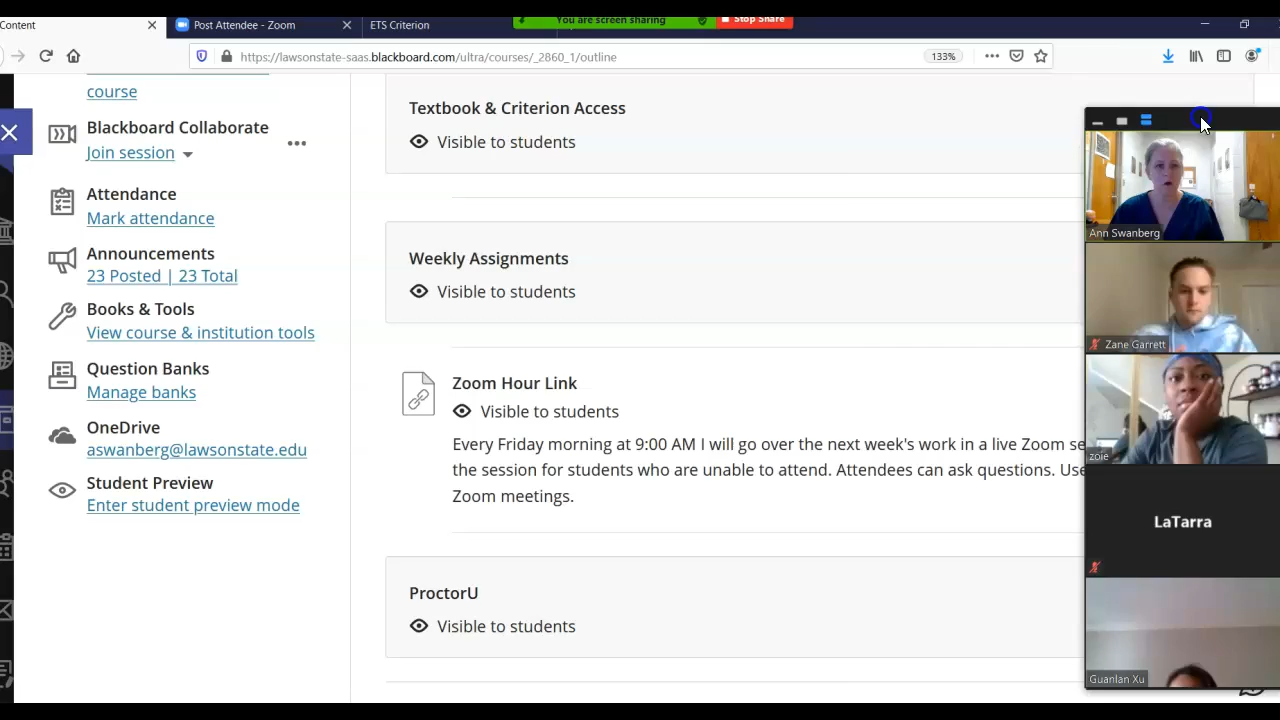 Content
Post Attendee - Zoom
ETS Criterion
You are screen sharing
Stop Share
https://lawsonstate-saas.blackboard.com/ultra/courses/_2860_1/outline
133%
course
Blackboard Collaborate
Join session
Attendance
Mark attendance
Announcements
23 Posted | 23 Total
Books & Tools
View course & institution tools
Question Banks
Manage banks
OneDrive
aswanberg@lawsonstate.edu
Student Preview
Enter student preview mode
Textbook & Criterion Access
Visible to students
Weekly Assignments
Visible to students
Zoom Hour Link
Visible to students
Every Friday morning at 9:00 AM I will go over the next week's work in a live Zoom se
the session for students who are unable to attend. Attendees can ask questions. Use
Zoom meetings.
ProctorU
Visible to students
Ann Swanberg
Zane Garrett
zoie
LaTarra
Guanlan Xu